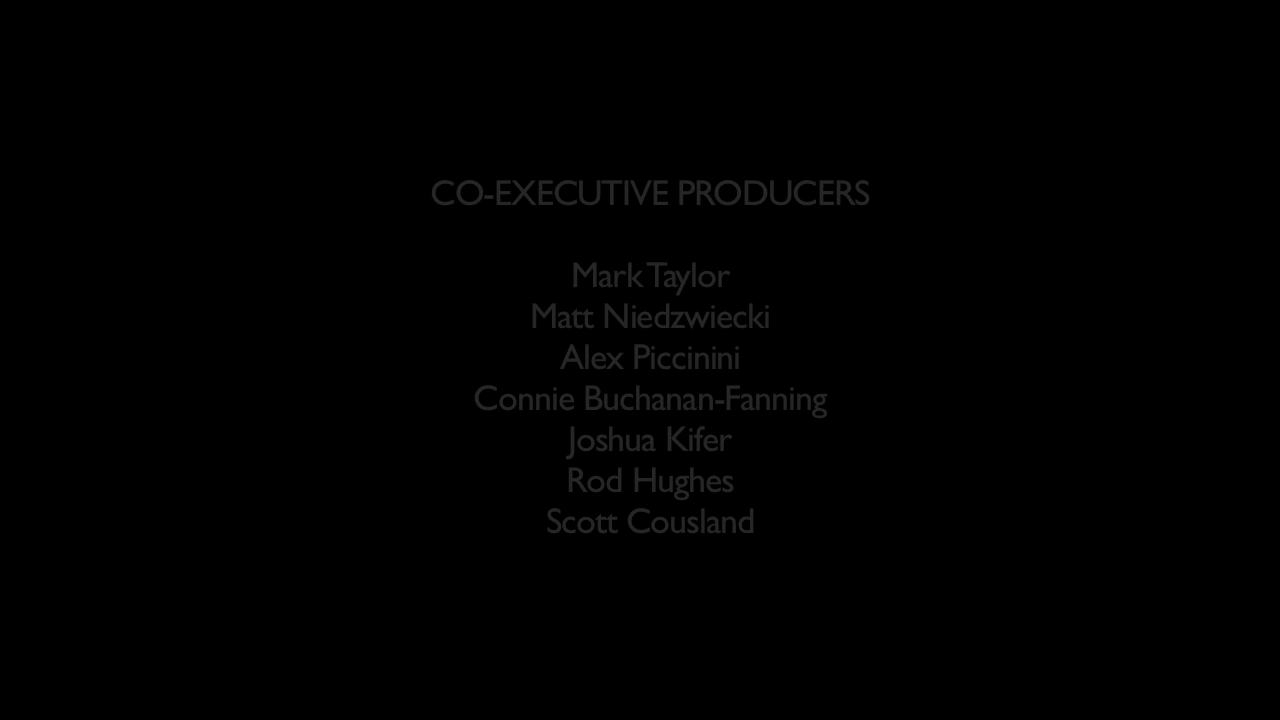 CO-EXECUTIVE PRODUCERS
Mark Taylor
Matt Niedzwiecki
Alex Piccinini
Connie Buchanan-Fanning
Joshua Kifer
Rod Hughes
Scott Cousland